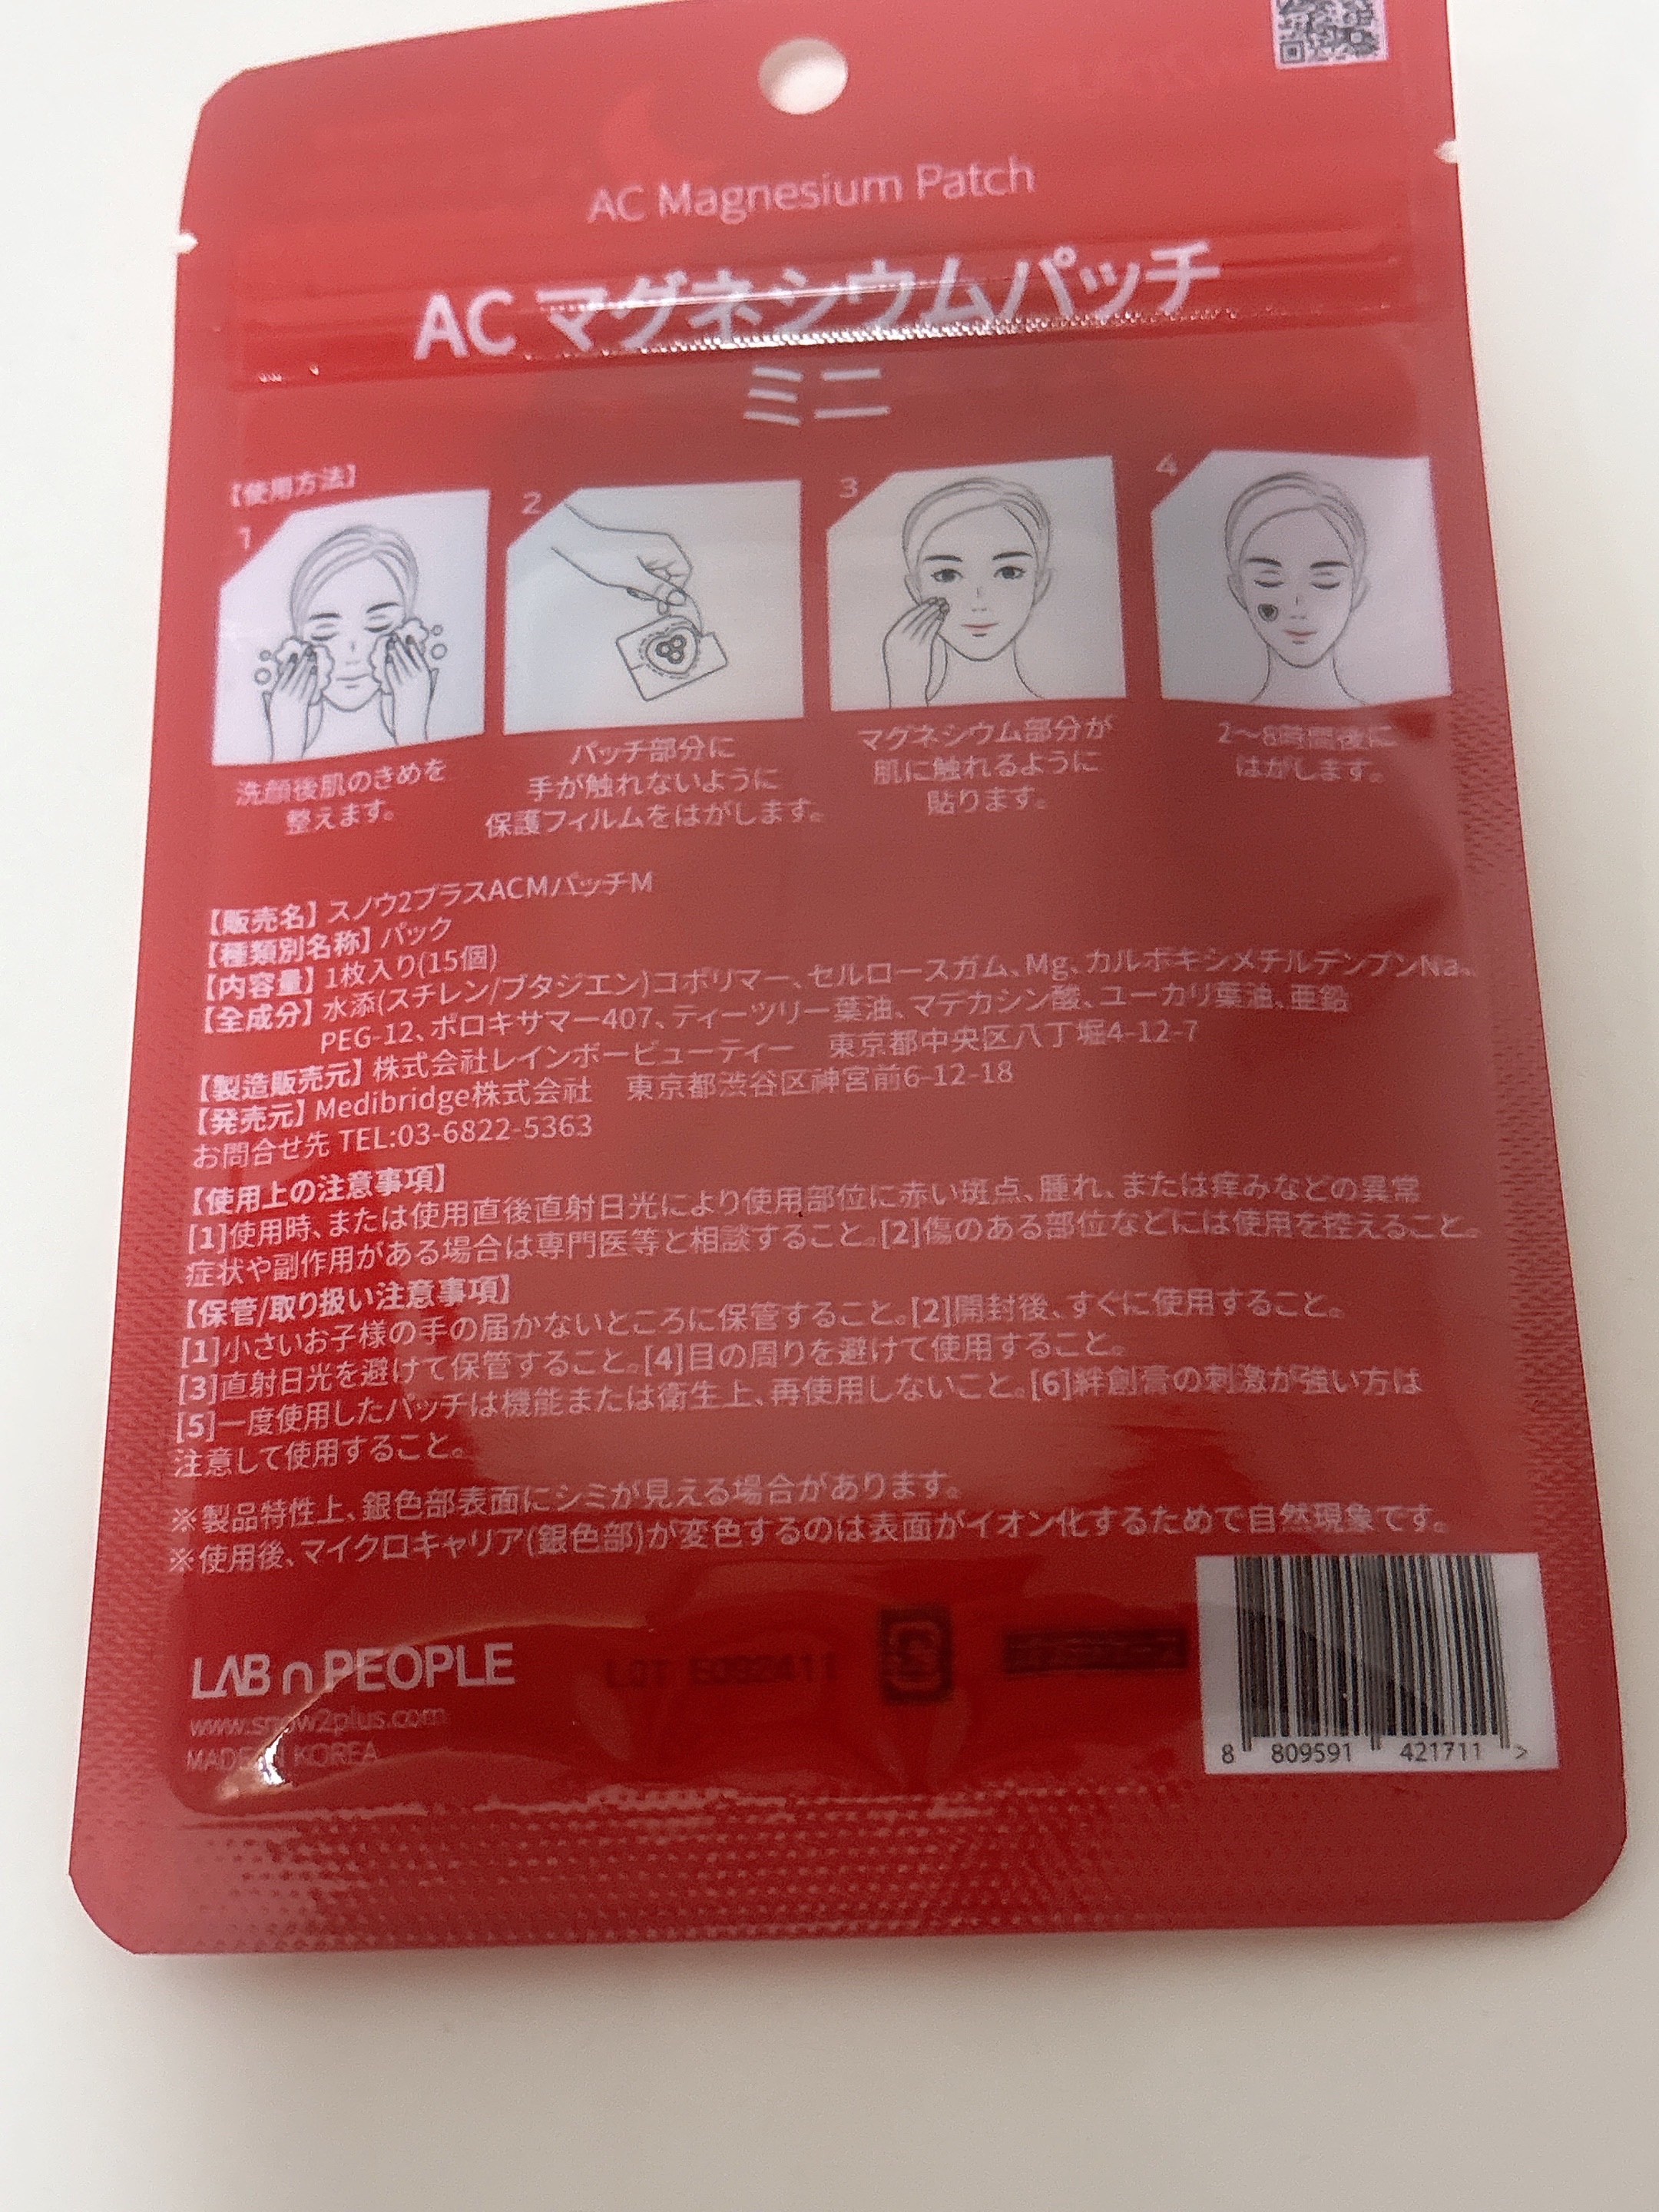 AC Magnesium Patch
AC マグネシウムパッチ
ミニ
【使用方法】
1
2
3
4
洗顔後肌のきめを
整えます。
パッチ部分に
手が触れないように
保護フィルムをはがします。
マグネシウム部分が
肌に触れるように
貼ります。
2〜8時間後に
はがします。
【販売名】スノウ2プラスACMパッチM
【種類別名称】パック
【内容量】1枚入り(15個)
【全成分】水添(スチレン/ブタジエン)コポリマー、セルロースガム、Mg、カルボキシメチルデンプンNa、
PEG-12、ポロキサマー407、ティーツリー葉油、マデカシン酸、ユーカリ葉油、亜鉛
【製造販売元】株式会社レインボービューティー 東京都中央区八丁堀4-12-7
【発売元】Medibridge株式会社 東京都渋谷区神宮前6-12-18
お問合せ先 TEL:03-6822-5363
【使用上の注意事項】
[1]使用時、または使用直後直射日光により使用部位に赤い斑点、腫れ、または痒みなどの異常
症状や副作用がある場合は専門医等と相談すること。[2]傷のある部位などには使用を控えること。
【保管/取り扱い注意事項】
[1]小さいお子様の手の届かないところに保管すること。[2]開封後、すぐに使用すること。
[3]直射日光を避けて保管すること。[4]目の周りを避けて使用すること。
[5]一度使用したパッチは機能または衛生上、再使用しないこと。[6]絆創膏の刺激が強い方は
注意して使用すること。
※製品特性上、銀色部表面にシミが見える場合があります。
※使用後、マイクロキャリア(銀色部)が変色するのは表面がイオン化するためで自然現象です。
LAB n PEOPLE
www.snow2plus.com
MADE IN KOREA
LOT
8 809591 421711 >